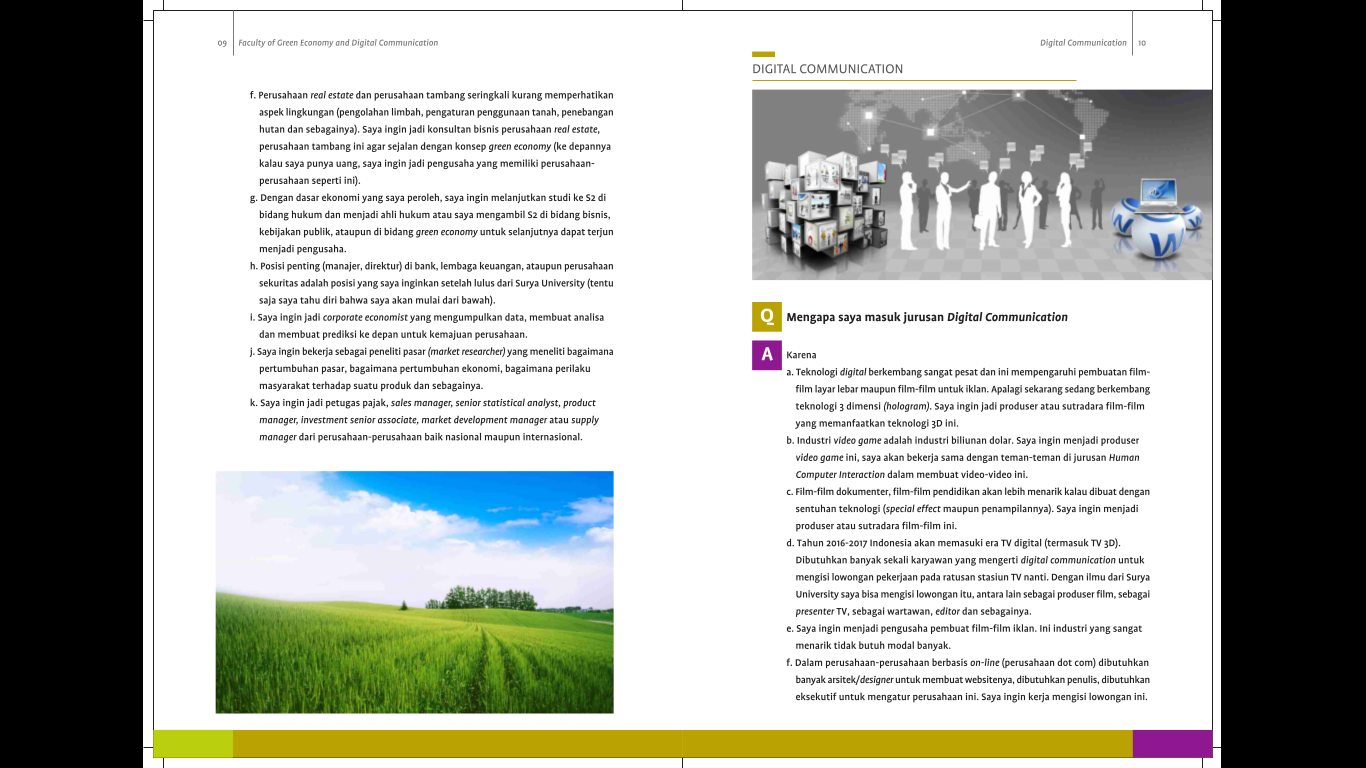 09 Faculty of Green Economy and Digital Communication
f. Perusahaan real estate dan perusahaan tambang seringkali kurang memperhatikan
aspek lingkungan (pengolahan limbah, pengaturan penggunaan tanah, penebangan
hutan dan sebagainya). Saya ingin jadi konsultan bisnis perusahaan real estate,
perusahaan tambang ini agar sejalan dengan konsep green economy (ke depannya
kalau saya punya uang, saya ingin jadi pengusaha yang memiliki perusahaan-
perusahaan seperti ini).
g. Dengan dasar ekonomi yang saya peroleh, saya ingin melanjutkan studi ke S2 di
bidang hukum dan menjadi ahli hukum atau saya mengambil S2 di bidang bisnis,
kebijakan publik, ataupun di bidang green economy untuk selanjutnya dapat terjun
menjadi pengusaha.
h. Posisi penting (manajer, direktur) di bank, lembaga keuangan, ataupun perusahaan
sekuritas adalah posisi yang saya inginkan setelah lulus dari Surya University (tentu
saja saya tahu diri bahwa saya akan mulai dari bawah).
i. Saya ingin jadi corporate economist yang mengumpulkan data, membuat analisa
dan membuat prediksi ke depan untuk kemajuan perusahaan.
j. Saya ingin bekerja sebagai peneliti pasar (market researcher) yang meneliti bagaimana
pertumbuhan pasar, bagaimana pertumbuhan ekonomi, bagaimana perilaku
masyarakat terhadap suatu produk dan sebagainya.
k. Saya ingin jadi petugas pajak, sales manager, senior statistical analyst, product
manager, investment senior associate, market development manager atau supply
manager dari perusahaan-perusahaan baik nasional maupun internasional.
Digital Communication 10
DIGITAL COMMUNICATION
W
Q Mengapa saya masuk jurusan Digital Communication
A Karena
a. Teknologi digital berkembang sangat pesat dan ini mempengaruhi pembuatan film-
film layar lebar maupun film-film untuk iklan. Apalagi sekarang sedang berkembang
teknologi 3 dimensi (hologram). Saya ingin jadi produser atau sutradara film-film
yang memanfaatkan teknologi 3D ini.
b. Industri video game adalah industri biliunan dolar. Saya ingin menjadi produser
video game ini, saya akan bekerja sama dengan teman-teman di jurusan Human
Computer Interaction dalam membuat video-video ini.
c. Film-film dokumenter, film-film pendidikan akan lebih menarik kalau dibuat dengan
sentuhan teknologi (special effect maupun penampilannya). Saya ingin menjadi
produser atau sutradara film-film ini.
d. Tahun 2016-2017 Indonesia akan memasuki era TV digital (termasuk TV 3D).
Dibutuhkan banyak sekali karyawan yang mengerti digital communication untuk
mengisi lowongan pekerjaan pada ratusan stasiun TV nanti. Dengan ilmu dari Surya
University saya bisa mengisi lowongan itu, antara lain sebagai produser film, sebagai
presenter TV, sebagai wartawan, editor dan sebagainya.
e. Saya ingin menjadi pengusaha pembuat film-film iklan. Ini industri yang sangat
menarik tidak butuh modal banyak.
f. Dalam perusahaan-perusahaan berbasis on-line (perusahaan dot com) dibutuhkan
banyak arsitek/designer untuk membuat websitenya, dibutuhkan penulis, dibutuhkan
eksekutif untuk mengatur perusahaan ini. Saya ingin kerja mengisi lowongan ini.